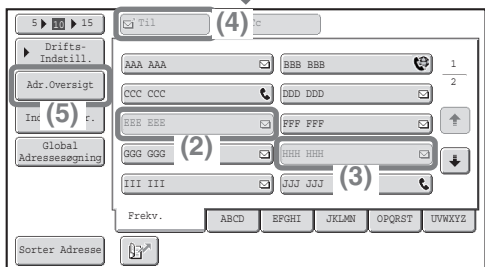 5 10 15
Til
(4)
Drifts-
Indstill.
AAA AAA
BBB BBB
1
2
Adr.Oversigt
CCC CCC
DDD DDD
(5)
EEE EEE
(2)
FFF FFF
Global
Adressesøgning
GGG GGG
HHH HHH
(3)
III III
JJJ JJJ
Frekv.
ABCD
EFGHI
JKLMN
OPQRST
UVWXYZ
Sorter Adresse